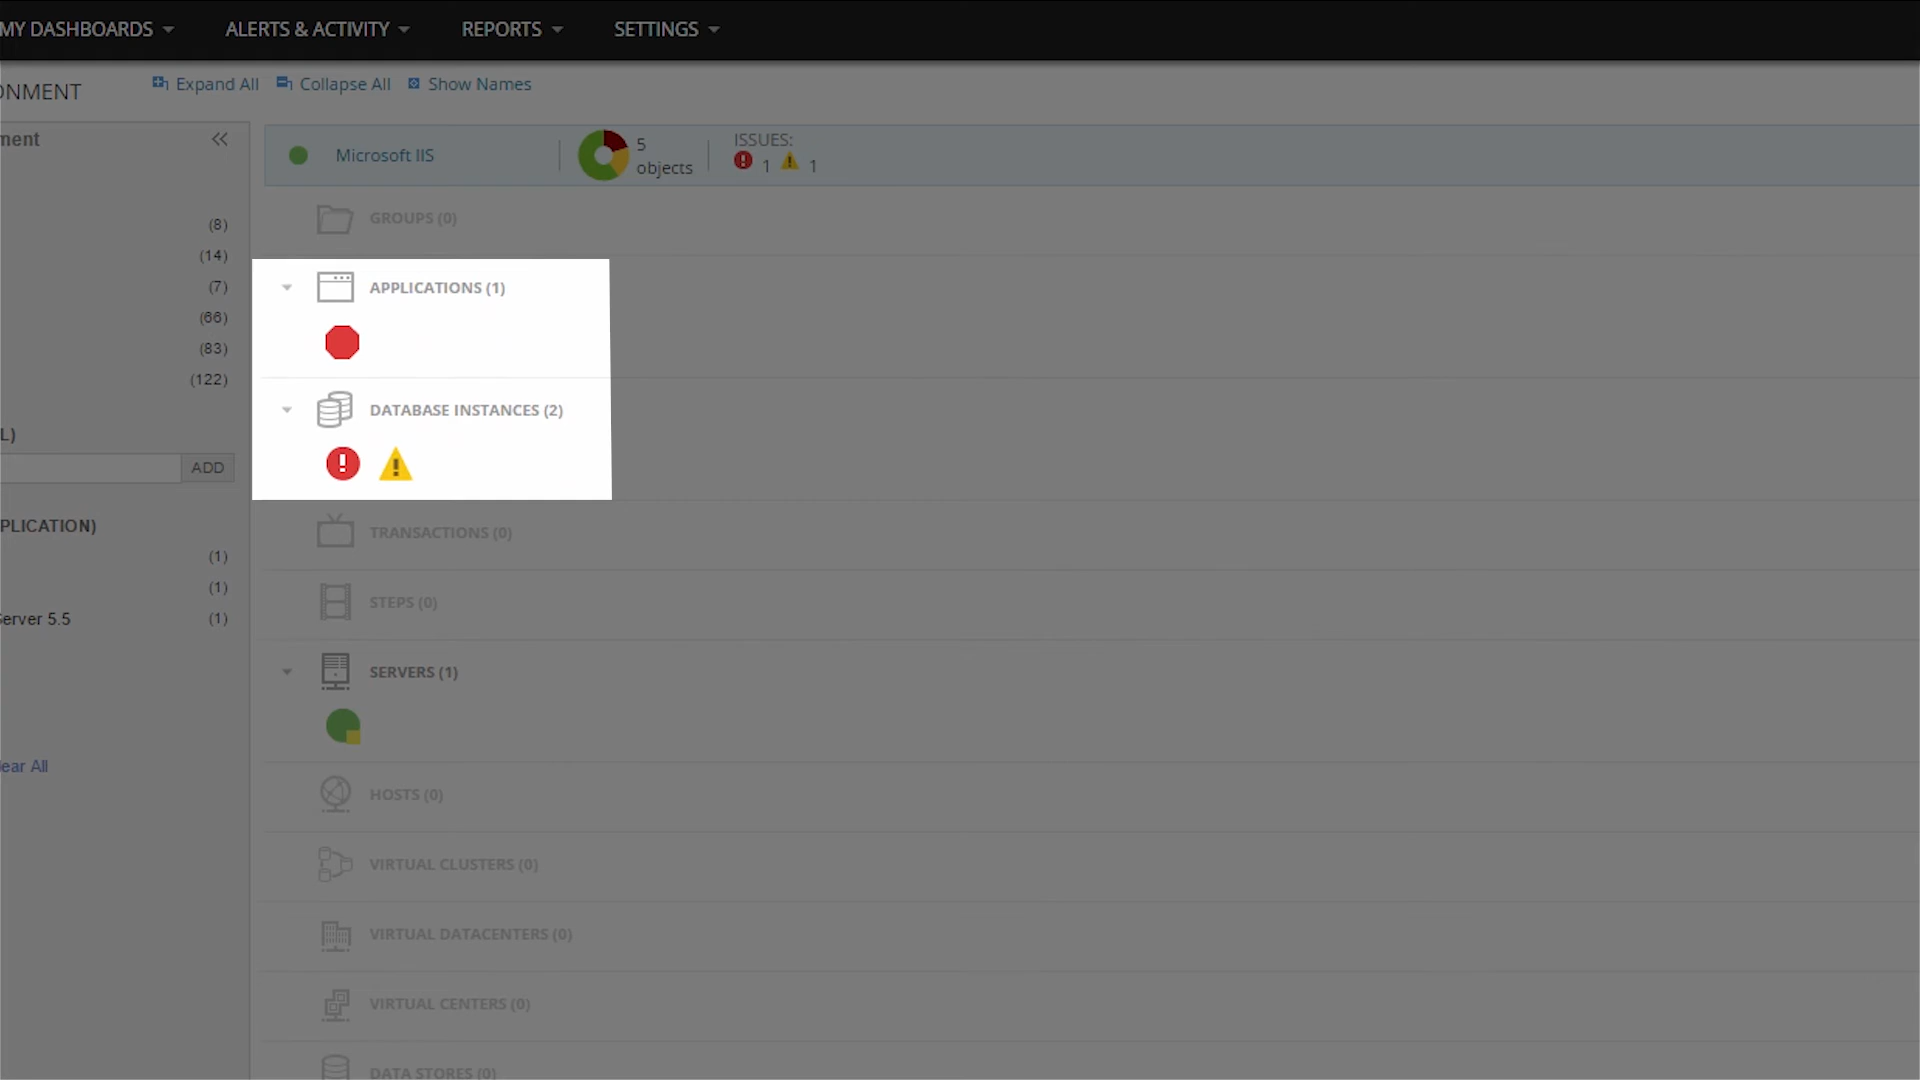 MY DASHBOARDS ALERTS & ACTIVITY REPORTS SETTINGS
ONMENT
Expand All Collapse All Show Names
ment
Microsoft IIS
5
objects
ISSUES:
1 1
(8)
(14)
(7)
(66)
(83)
(122)
L)
ADD
PLICATION)
(1)
(1)
Server 5.5 (1)
lear All
GROUPS (0)
APPLICATIONS (1)
DATABASE INSTANCES (2)
TRANSACTIONS (0)
STEPS (0)
SERVERS (1)
HOSTS (0)
VIRTUAL CLUSTERS (0)
VIRTUAL DATACENTERS (0)
VIRTUAL CENTERS (0)
DATA STORES (0)